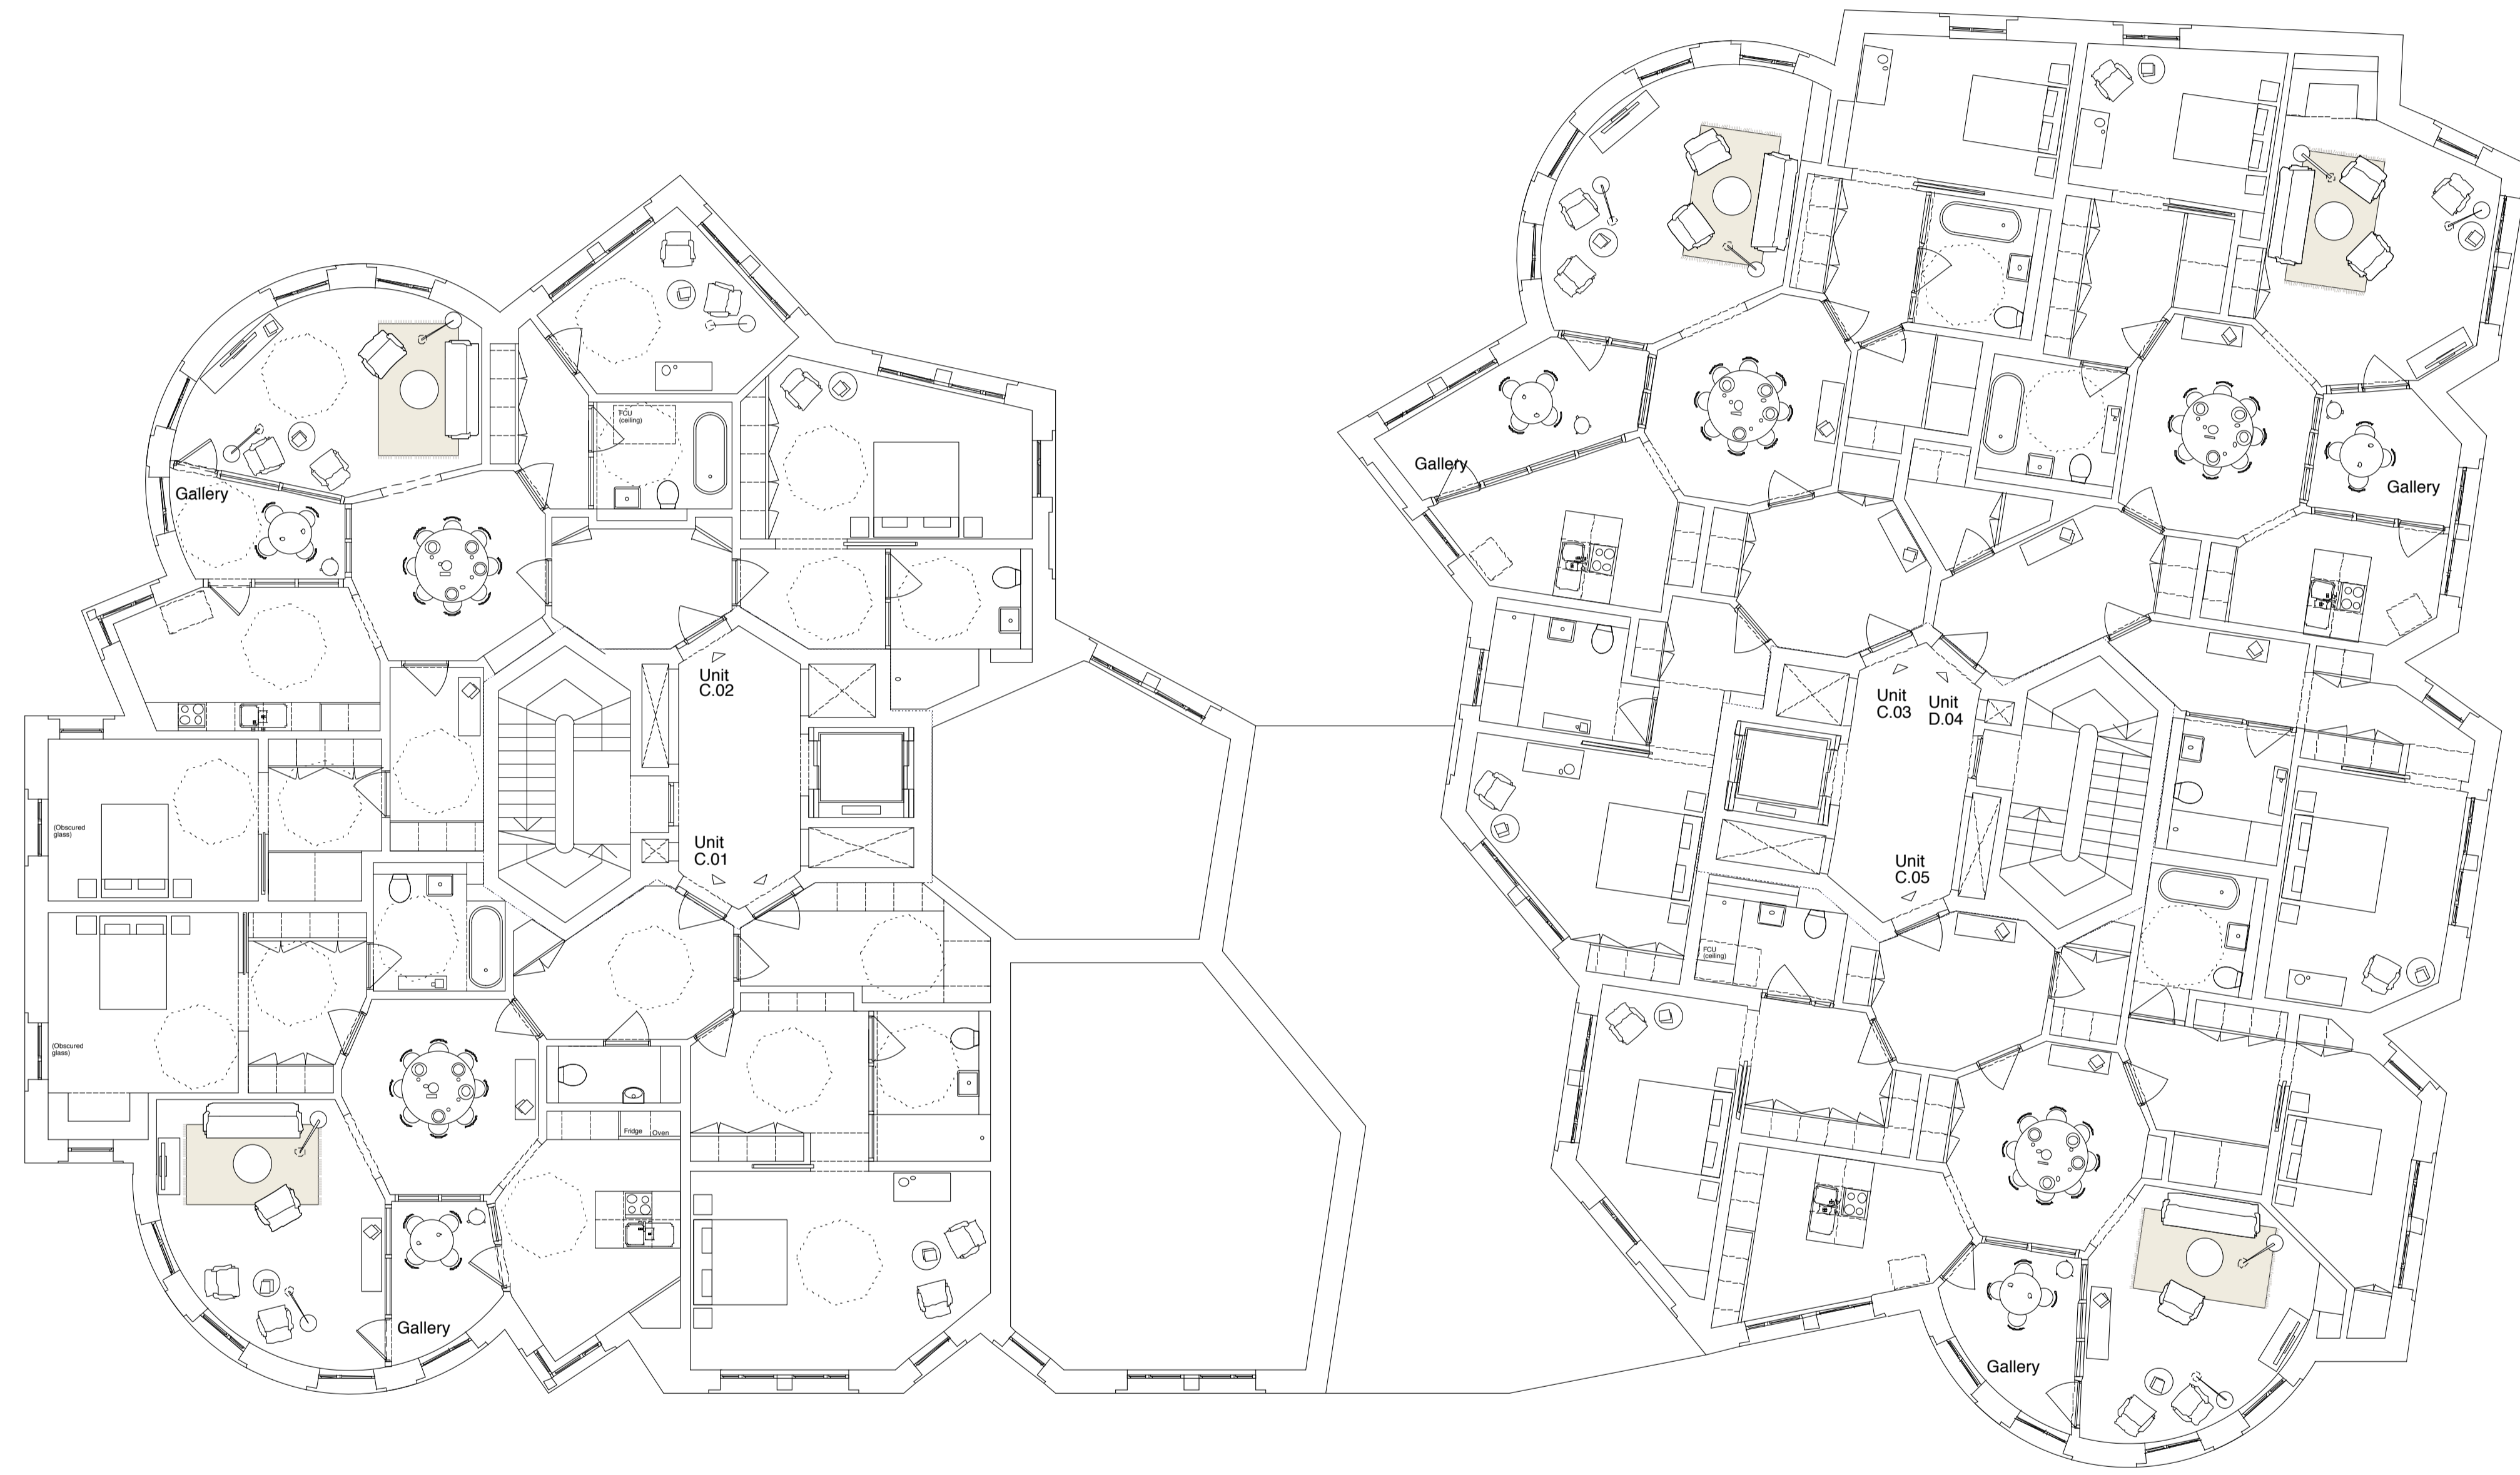 FCU
(ceiling)
Gallery
Gallery
Gallery
Unit
C.02
Unit
C.03
Unit
D.04
(Obscured
glass)
Unit
C.01
Unit
C.05
FCU
(ceiling)
(Obscured
glass)
Fridge
Oven
Gallery
Gallery